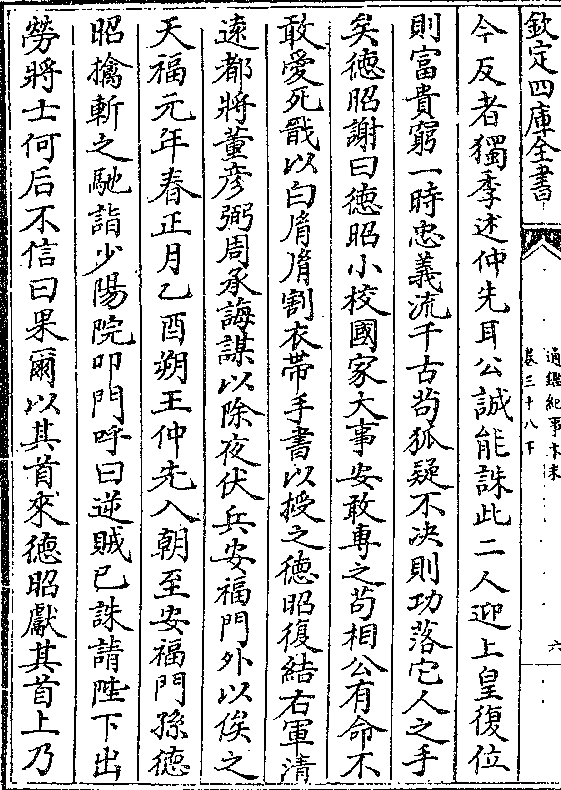 欽定四庫全書
通鑑紀事本末
卷三十八下
六
今反者獨季述仲先耳公誠能誅此二人迎上皇復位
則富貴窮一時忠義流千古苟狐疑不決則功落它人之手
矣德昭謝曰德昭小校國家大事安敢專之苟相公有命不
敢愛死戬以白𦙍𦙍割衣帶手書以授之德昭復結右軍清
遠都將董彦弼周承誨謀以除夜伏兵安福門外以俟之
天福元年春正月乙酉朔王仲先入朝至安福門孫德
昭擒斬之馳詣少陽院叩門呼曰逆賊已誅請陛下出
勞將士何后不信曰果爾以其首來德昭獻其首上乃